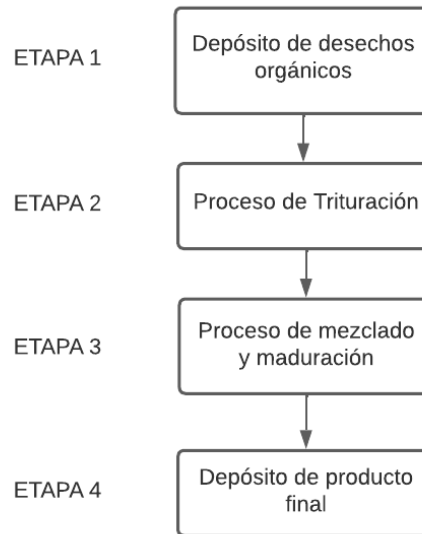 ETAPA 1
Depósito de desechos
orgánicos
ETAPA 2
Proceso de Trituración
ETAPA 3
Proceso de mezclado
y maduración
ETAPA 4
Depósito de producto
final